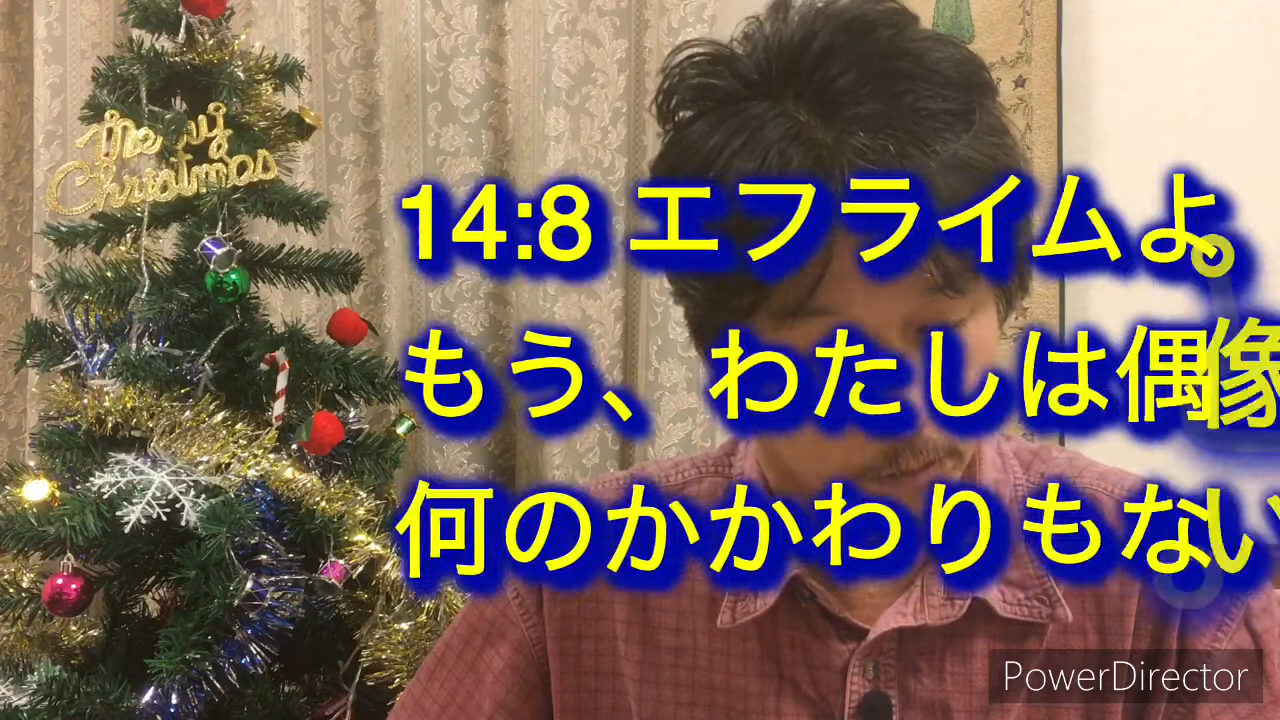 Merry
Christmas
14:8 エフライムよ。
もう、わたしは偶像
何のかかわりもない
PowerDirector